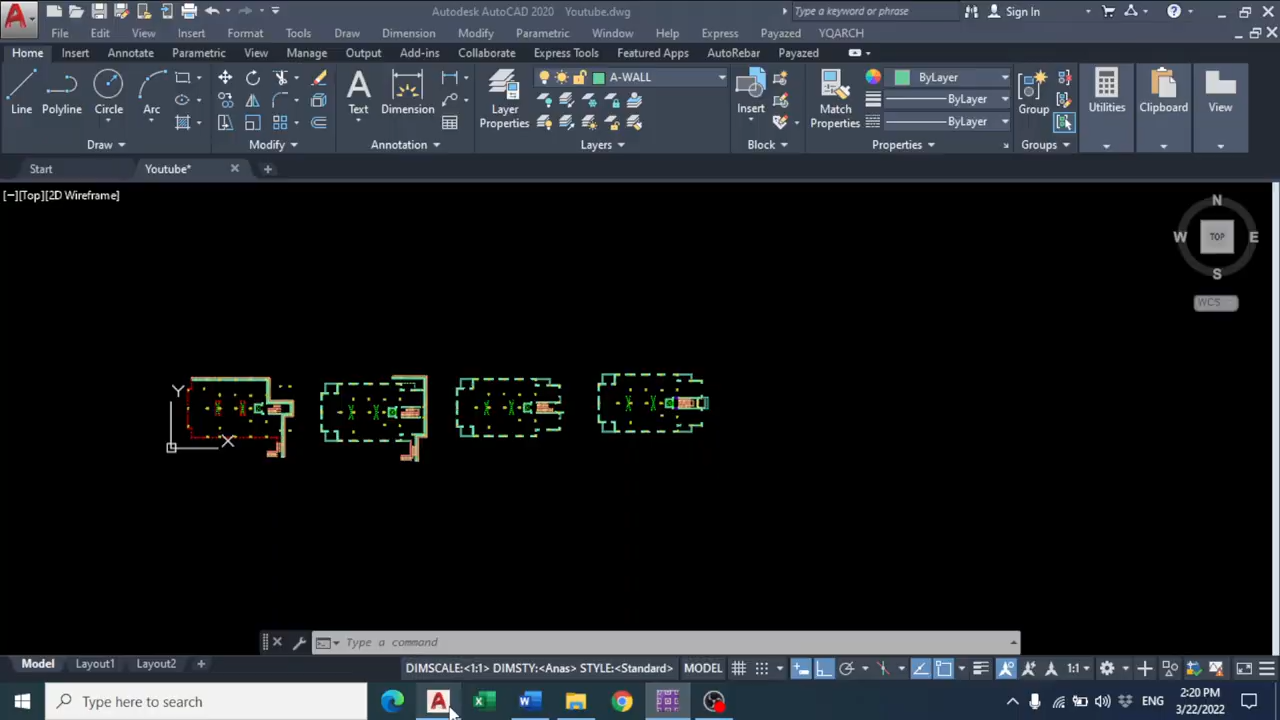 Autodesk AutoCAD 2020 Youtube.dwg
Type a keyword or phrase
Sign In
File Edit View Insert Format Tools Draw Dimension Modify Parametric Window Help Express Payazed YQARCH
Home Insert Annotate Parametric View Manage Output Add-ins Collaborate Express Tools Featured Apps AutoRebar Payazed
A-WALL
ByLayer
ByLayer
ByLayer
Line Polyline Circle Arc Text Dimension Layer Properties Insert Match Properties Group Utilities Clipboard View
Draw Modify Annotation Layers Block Properties Groups
Start Youtube*
[−][Top][2D Wireframe]
N
W TOP E
S
WCS
Y
X
Type a command
Model Layout1 Layout2 +
DIMSCALE:<1:1> DIMSTY:<Anas> STYLE:<Standard> MODEL 1:1
Type here to search
ENG
2:20 PM
3/22/2022